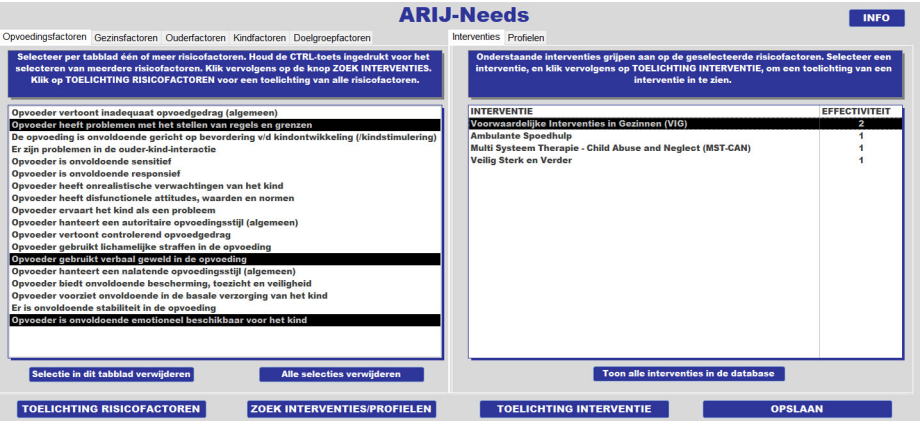 ARIJ-Needs
INFO
Opvoedingsfactoren Gezinsfactoren Ouderfactoren Kindfactoren Doelgroepfactoren
Selecteer per tabblad één of meer risicofactoren. Houd de CTRL-toets ingedrukt voor het
selecteren van meerdere risicofactoren. Klik vervolgens op de knop ZOEK INTERVENTIES.
Klik op TOELICHTING RISICOFACTOREN voor een toelichting van alle risicofactoren.
Opvoeder vertoont inadequaat opvoedgedrag (algemeen)
Opvoeder heeft problemen met het stellen van regels en grenzen
De opvoeding is onvoldoende gericht op bevordering v/d kindontwikkeling (/kindstimulering)
Er zijn problemen in de ouder-kind-interactie
Opvoeder is onvoldoende sensitief
Opvoeder is onvoldoende responsief
Opvoeder heeft onrealistische verwachtingen van het kind
Opvoeder heeft disfunctionele attitudes, waarden en normen
Opvoeder ervaart het kind als een probleem
Opvoeder hanteert een autoritaire opvoedingsstijl (algemeen)
Opvoeder vertoont controlerend opvoedgedrag
Opvoeder gebruikt lichamelijke straffen in de opvoeding
Opvoeder gebruikt verbaal geweld in de opvoeding
Opvoeder hanteert een nalatende opvoedingsstijl (algemeen)
Opvoeder biedt onvoldoende bescherming, toezicht en veiligheid
Opvoeder voorziet onvoldoende in de basale verzorging van het kind
Er is onvoldoende stabiliteit in de opvoeding
Opvoeder is onvoldoende emotioneel beschikbaar voor het kind
Selectie in dit tabblad verwijderen
Alle selecties verwijderen
TOELICHTING RISICOFACTOREN
ZOEK INTERVENTIES/PROFIELEN
Interventies Profielen
Onderstaande interventies grijpen aan op de geselecteerde risicofactoren. Selecteer een
interventie, en klik vervolgens op TOELICHTING INTERVENTIE, om een toelichting van een
interventie in te zien.
INTERVENTIE EFFECTIVITEIT
Voorwaardelijke Interventies in Gezinnen (VIG) 2
Ambulante Spoedhulp 1
Multi Systeem Therapie - Child Abuse and Neglect (MST-CAN) 1
Veilig Sterk en Verder 1
Toon alle interventies in de database
TOELICHTING INTERVENTIE
OPSLAAN